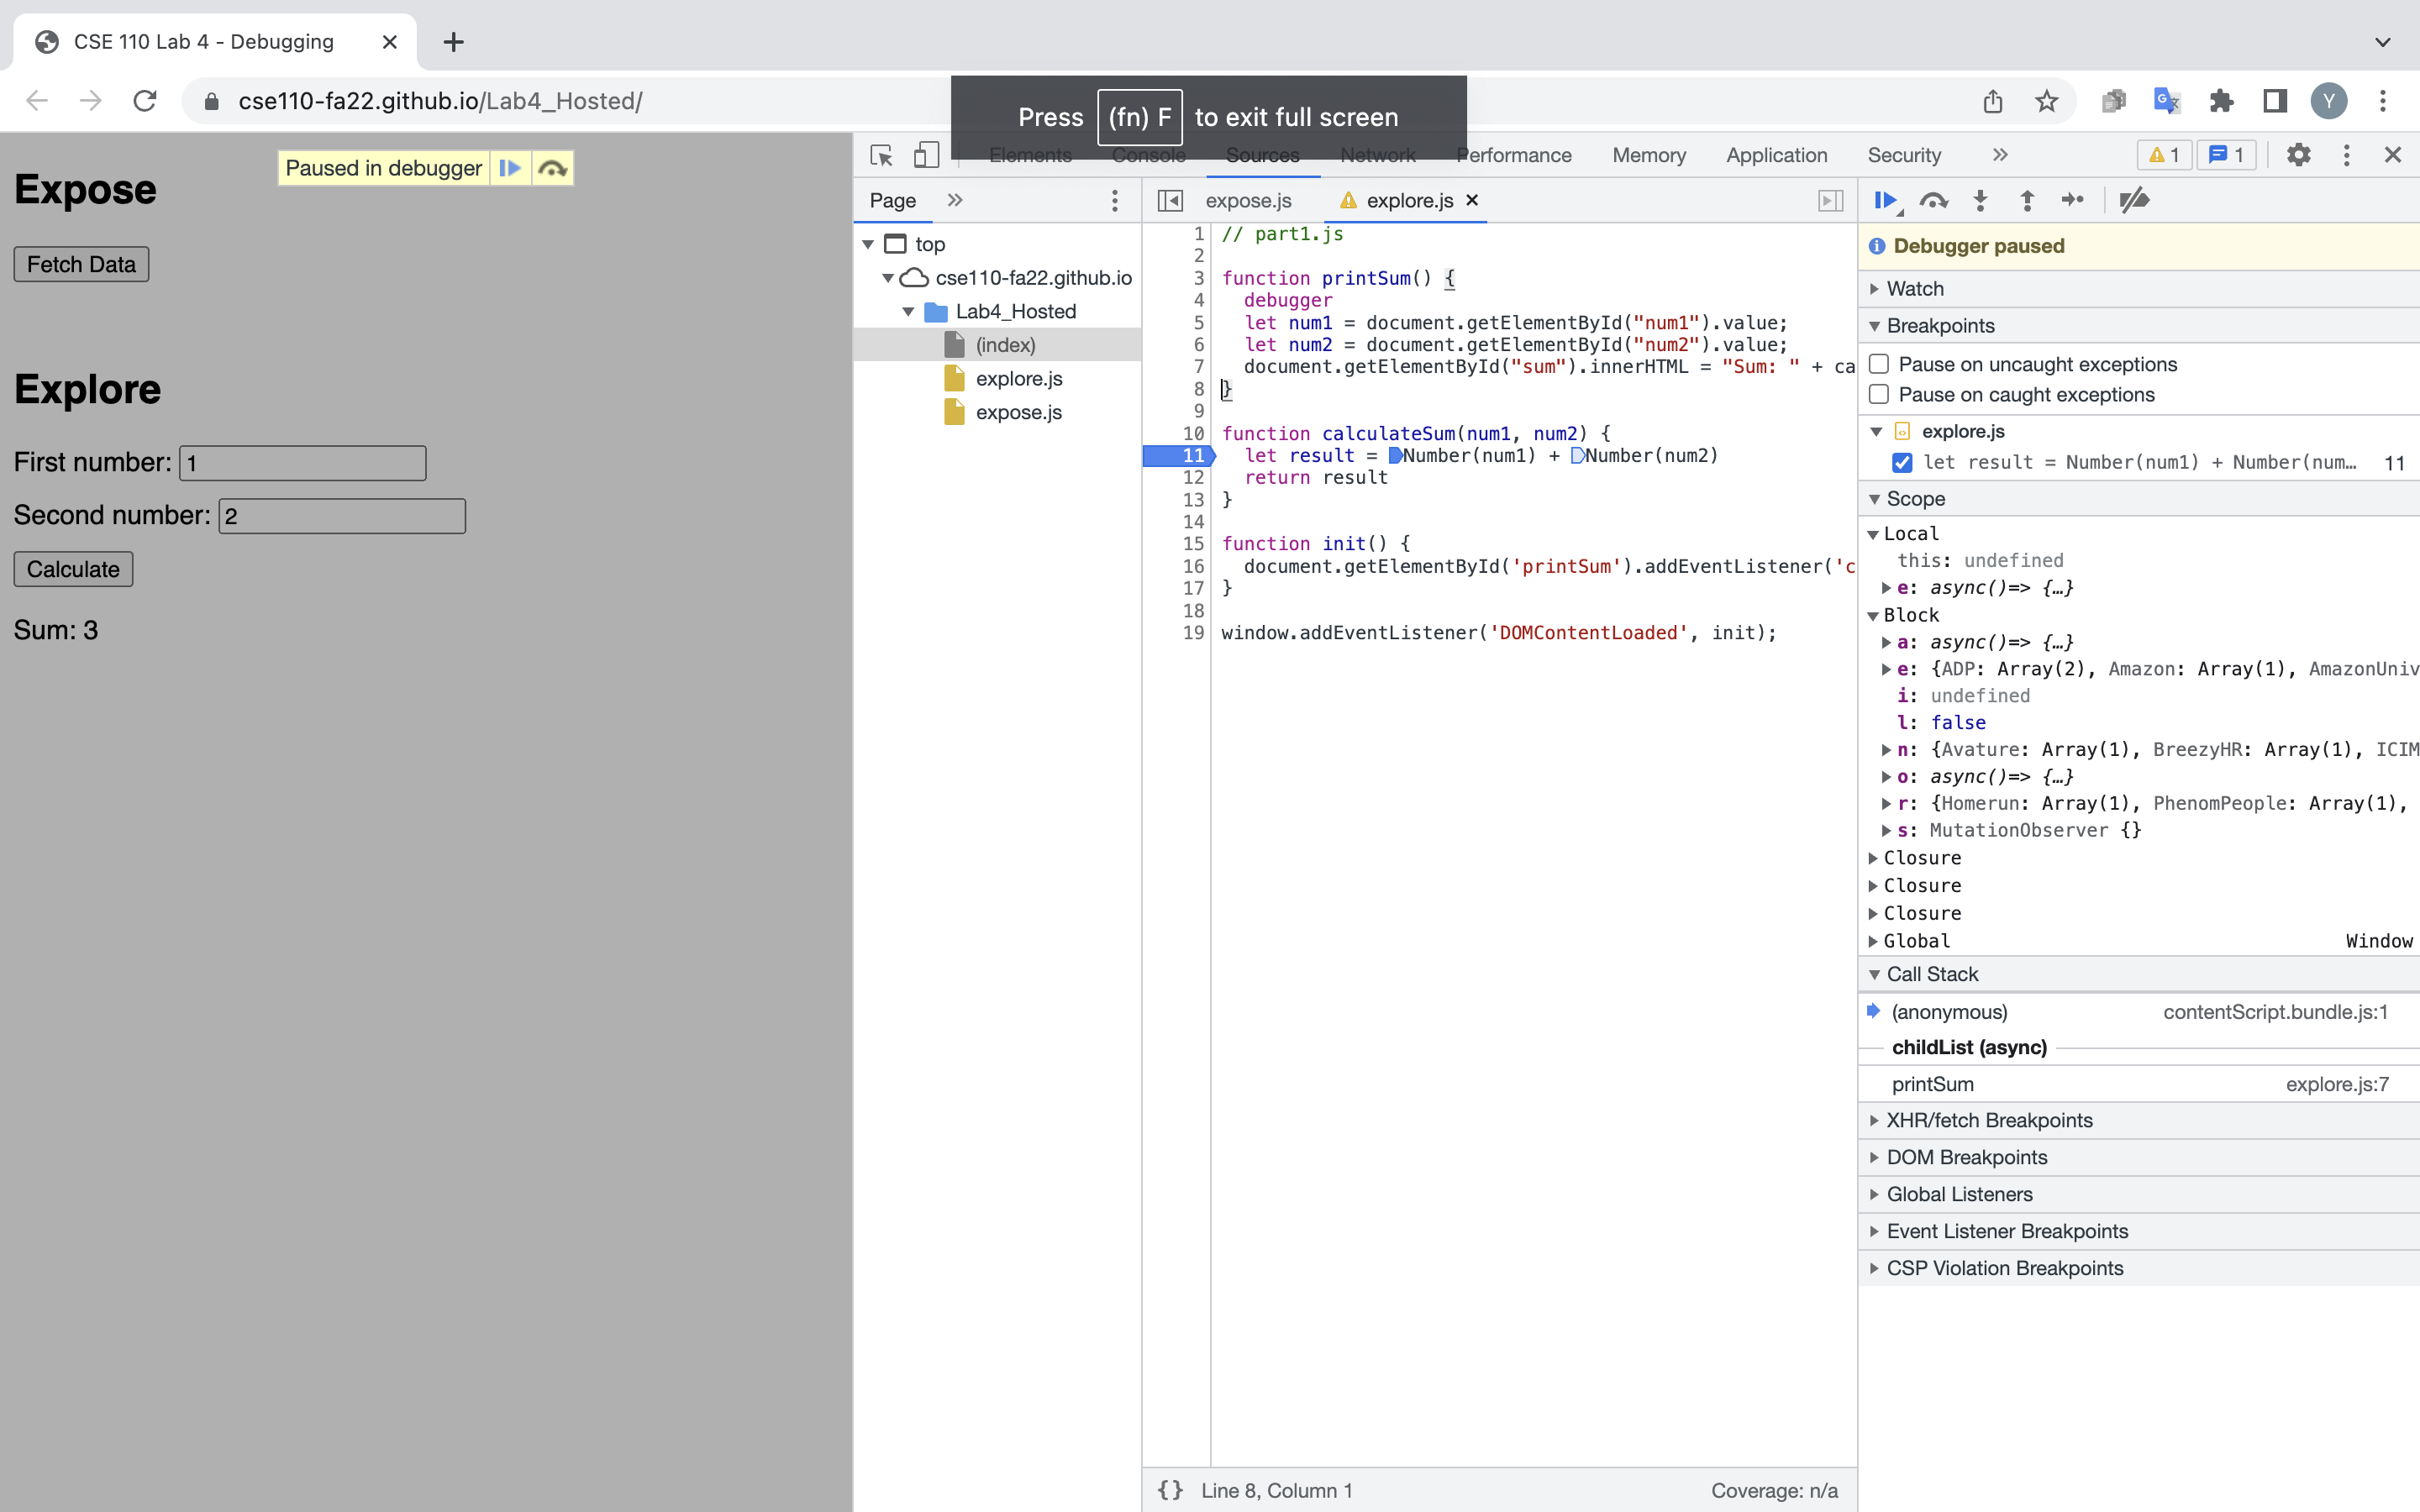 CSE 110 Lab 4 - Debugging
cse110-fa22.github.io/Lab4_Hosted/
Press (fn) F to exit full screen
Y
Expose
Paused in debugger
Fetch Data
Explore
First number: 1
Second number: 2
Calculate
Sum: 3
Elements Console Sources Network Performance Memory Application Security » 1 1
Page »
top
cse110-fa22.github.io
Lab4_Hosted
(index)
explore.js
expose.js
expose.js explore.js
1 // part1.js
2
3 function printSum() {
4 debugger
5 let num1 = document.getElementById("num1").value;
6 let num2 = document.getElementById("num2").value;
7 document.getElementById("sum").innerHTML = "Sum: " + ca
8 }
9
10 function calculateSum(num1, num2) {
11 let result = Number(num1) + Number(num2)
12 return result
13 }
14
15 function init() {
16 document.getElementById('printSum').addEventListener('c
17 }
18
19 window.addEventListener('DOMContentLoaded', init);
{} Line 8, Column 1 Coverage: n/a
Debugger paused
Watch
Breakpoints
Pause on uncaught exceptions
Pause on caught exceptions
explore.js
let result = Number(num1) + Number(num… 11
Scope
Local
this: undefined
e: async()=> {…}
Block
a: async()=> {…}
e: {ADP: Array(2), Amazon: Array(1), AmazonUniv
i: undefined
l: false
n: {Avature: Array(1), BreezyHR: Array(1), ICIM
o: async()=> {…}
r: {Homerun: Array(1), PhenomPeople: Array(1),
s: MutationObserver {}
Closure
Closure
Closure
Global Window
Call Stack
(anonymous) contentScript.bundle.js:1
childList (async)
printSum explore.js:7
XHR/fetch Breakpoints
DOM Breakpoints
Global Listeners
Event Listener Breakpoints
CSP Violation Breakpoints